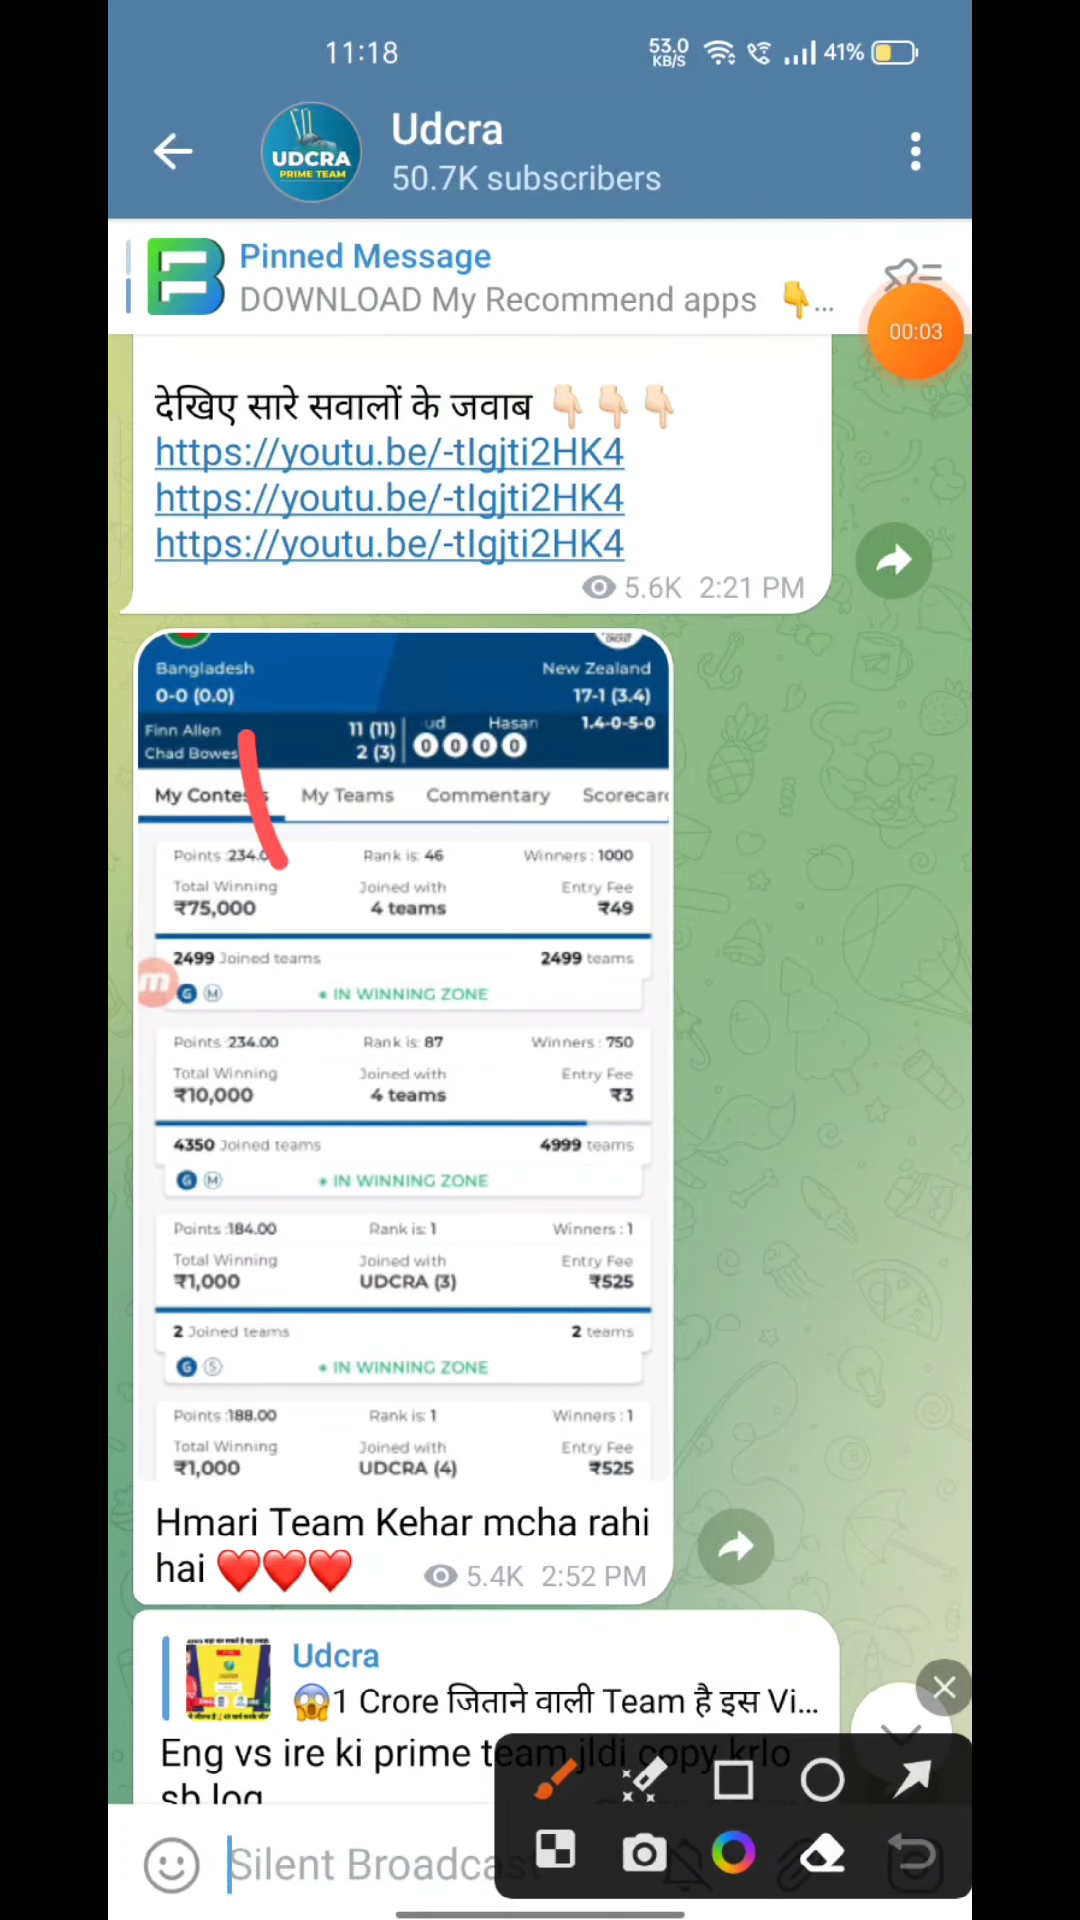 11:18
53.0 KB/S
41%
UDCRA
PRIME TEAM
Udcra
50.7K subscribers
Pinned Message
DOWNLOAD My Recommend apps 👇...
00:03
देखिए सारे सवालों के जवाब 👇🏻👇🏻👇🏻
https://youtu.be/-tIgjti2HK4
https://youtu.be/-tIgjti2HK4
https://youtu.be/-tIgjti2HK4
5.6K 2:21 PM
Bangladesh New Zealand
0-0 (0.0) 17-1 (3.4)
Finn Allen 11 (11) ud Hasan 1.4-0-5-0
Chad Bowes 2 (3) 0 0 0 0
My Contests My Teams Commentary Scorecar
Points :234.0 Rank is: 46 Winners : 1000
Total Winning Joined with Entry Fee
₹75,000 4 teams ₹49
2499 Joined teams 2499 teams
G M • IN WINNING ZONE
Points :234.00 Rank is: 87 Winners : 750
Total Winning Joined with Entry Fee
₹10,000 4 teams ₹3
4350 Joined teams 4999 teams
G M • IN WINNING ZONE
Points :184.00 Rank is: 1 Winners : 1
Total Winning Joined with Entry Fee
₹1,000 UDCRA (3) ₹525
2 Joined teams 2 teams
G S • IN WINNING ZONE
Points :188.00 Rank is: 1 Winners : 1
Total Winning Joined with Entry Fee
₹1,000 UDCRA (4) ₹525
Hmari Team Kehar mcha rahi
hai ❤️❤️❤️ 5.4K 2:52 PM
Udcra
😱1 Crore जिताने वाली Team है इस Vi...
Eng vs ire ki prime team jldi copy krlo
sb log
Silent Broadcast